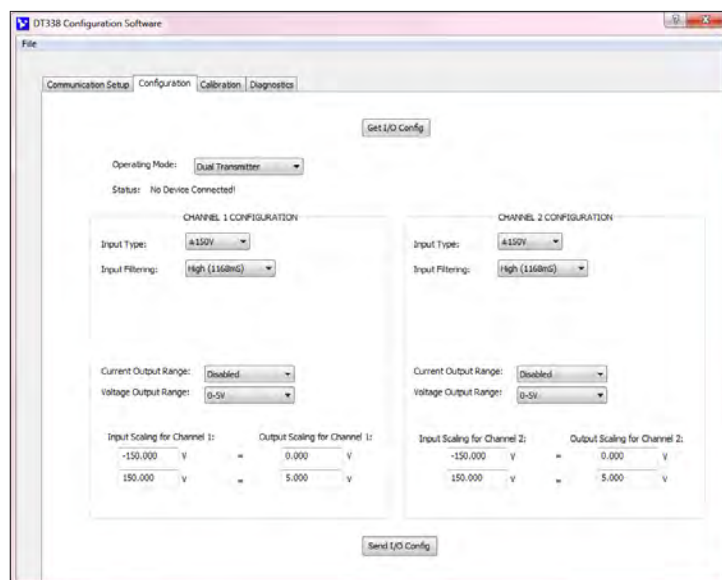 DT338 Configuration Software
File
Communication Setup Configuration Calibration Diagnostics
Get I/O Config
Operating Mode: Dual Transmitter
Status: No Device Connected!
CHANNEL 1 CONFIGURATION
Input Type: ±150V
Input Filtering: High (1168mS)
Current Output Range: Disabled
Voltage Output Range: 0-5V
Input Scaling for Channel 1: Output Scaling for Channel 1:
-150.000 V = 0.000 V
150.000 V = 5.000 V
CHANNEL 2 CONFIGURATION
Input Type: ±150V
Input Filtering: High (1168mS)
Current Output Range: Disabled
Voltage Output Range: 0-5V
Input Scaling for Channel 2: Output Scaling for Channel 2:
-150.000 V = 0.000 V
150.000 V = 5.000 V
Send I/O Config